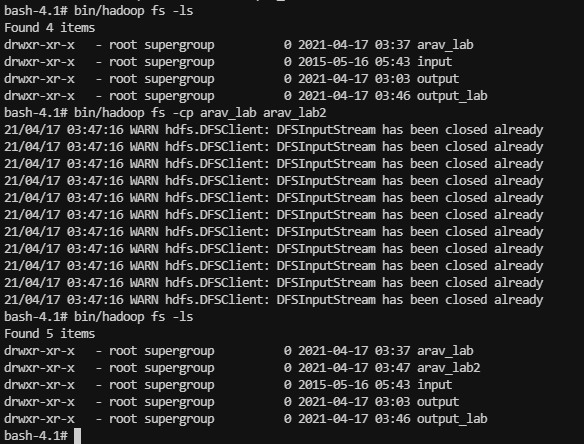 bash-4.1# bin/hadoop fs -ls
Found 4 items
drwxr-xr-x   - root supergroup          0 2021-04-17 03:37 arav_lab
drwxr-xr-x   - root supergroup          0 2015-05-16 05:43 input
drwxr-xr-x   - root supergroup          0 2021-04-17 03:03 output
drwxr-xr-x   - root supergroup          0 2021-04-17 03:46 output_lab
bash-4.1# bin/hadoop fs -cp arav_lab arav_lab2
21/04/17 03:47:16 WARN hdfs.DFSClient: DFSInputStream has been closed already
21/04/17 03:47:16 WARN hdfs.DFSClient: DFSInputStream has been closed already
21/04/17 03:47:16 WARN hdfs.DFSClient: DFSInputStream has been closed already
21/04/17 03:47:16 WARN hdfs.DFSClient: DFSInputStream has been closed already
21/04/17 03:47:16 WARN hdfs.DFSClient: DFSInputStream has been closed already
21/04/17 03:47:16 WARN hdfs.DFSClient: DFSInputStream has been closed already
21/04/17 03:47:16 WARN hdfs.DFSClient: DFSInputStream has been closed already
21/04/17 03:47:16 WARN hdfs.DFSClient: DFSInputStream has been closed already
21/04/17 03:47:16 WARN hdfs.DFSClient: DFSInputStream has been closed already
21/04/17 03:47:16 WARN hdfs.DFSClient: DFSInputStream has been closed already
21/04/17 03:47:16 WARN hdfs.DFSClient: DFSInputStream has been closed already
bash-4.1# bin/hadoop fs -ls
Found 5 items
drwxr-xr-x   - root supergroup          0 2021-04-17 03:37 arav_lab
drwxr-xr-x   - root supergroup          0 2021-04-17 03:47 arav_lab2
drwxr-xr-x   - root supergroup          0 2015-05-16 05:43 input
drwxr-xr-x   - root supergroup          0 2021-04-17 03:03 output
drwxr-xr-x   - root supergroup          0 2021-04-17 03:46 output_lab
bash-4.1#